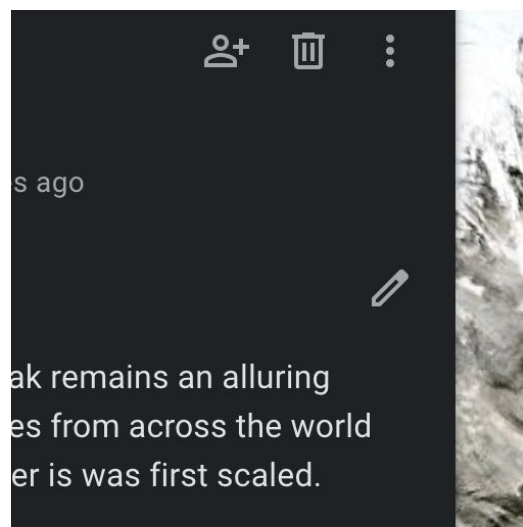 s ago
ak remains an alluring
es from across the world
er is was first scaled.